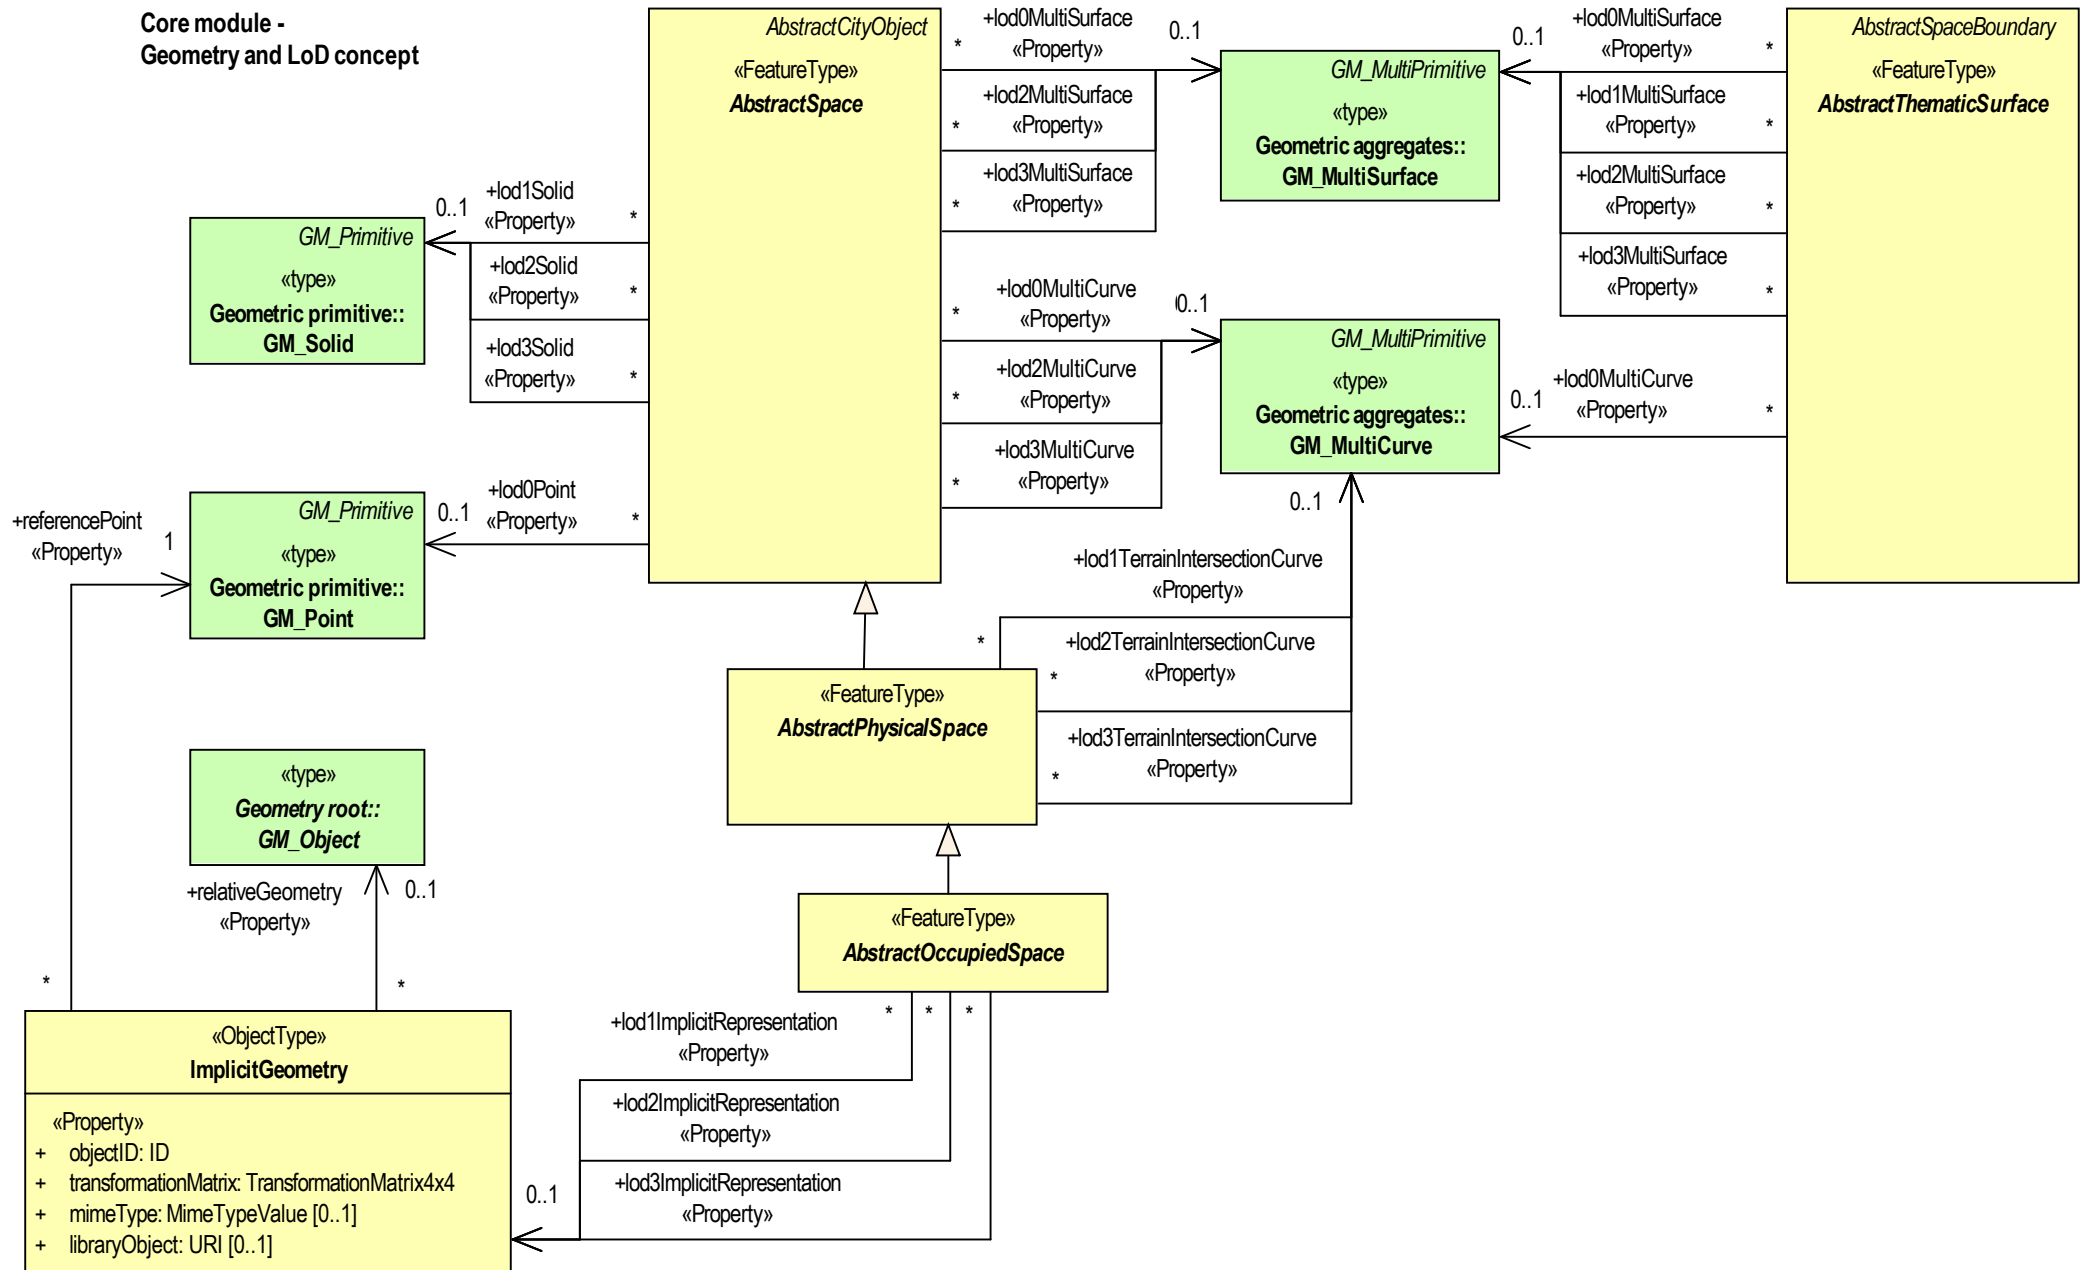 Core module -
Geometry and LoD concept
AbstractCityObject
«FeatureType»
AbstractSpace
+lod0MultiSurface
«Property»
*
0..1
+lod2MultiSurface
«Property»
*
+lod3MultiSurface
«Property»
*
GM_MultiPrimitive
«type»
Geometric aggregates::
GM_MultiSurface
+lod0MultiSurface
«Property»
0..1
*
+lod1MultiSurface
«Property»
*
+lod2MultiSurface
«Property»
*
+lod3MultiSurface
«Property»
*
AbstractSpaceBoundary
«FeatureType»
AbstractThematicSurface
+lod1Solid
«Property»
0..1
*
+lod2Solid
«Property»
*
+lod3Solid
«Property»
*
GM_Primitive
«type»
Geometric primitive::
GM_Solid
+lod0MultiCurve
«Property»
*
0..1
+lod2MultiCurve
«Property»
*
+lod3MultiCurve
«Property»
*
GM_MultiPrimitive
«type»
Geometric aggregates::
GM_MultiCurve
+lod0MultiCurve
«Property»
0..1
*
+lod0Point
«Property»
0..1
*
GM_Primitive
«type»
Geometric primitive::
GM_Point
+referencePoint
«Property»
1
*
0..1
+lod1TerrainIntersectionCurve
«Property»
*
+lod2TerrainIntersectionCurve
«Property»
*
+lod3TerrainIntersectionCurve
«Property»
*
«FeatureType»
AbstractPhysicalSpace
«type»
Geometry root::
GM_Object
+relativeGeometry
«Property»
0..1
*
«FeatureType»
AbstractOccupiedSpace
*
*
*
+lod1ImplicitRepresentation
«Property»
+lod2ImplicitRepresentation
«Property»
+lod3ImplicitRepresentation
«Property»
0..1
«ObjectType»
ImplicitGeometry
«Property»
+ objectID: ID
+ transformationMatrix: TransformationMatrix4x4
+ mimeType: MimeTypeValue [0..1]
+ libraryObject: URI [0..1]